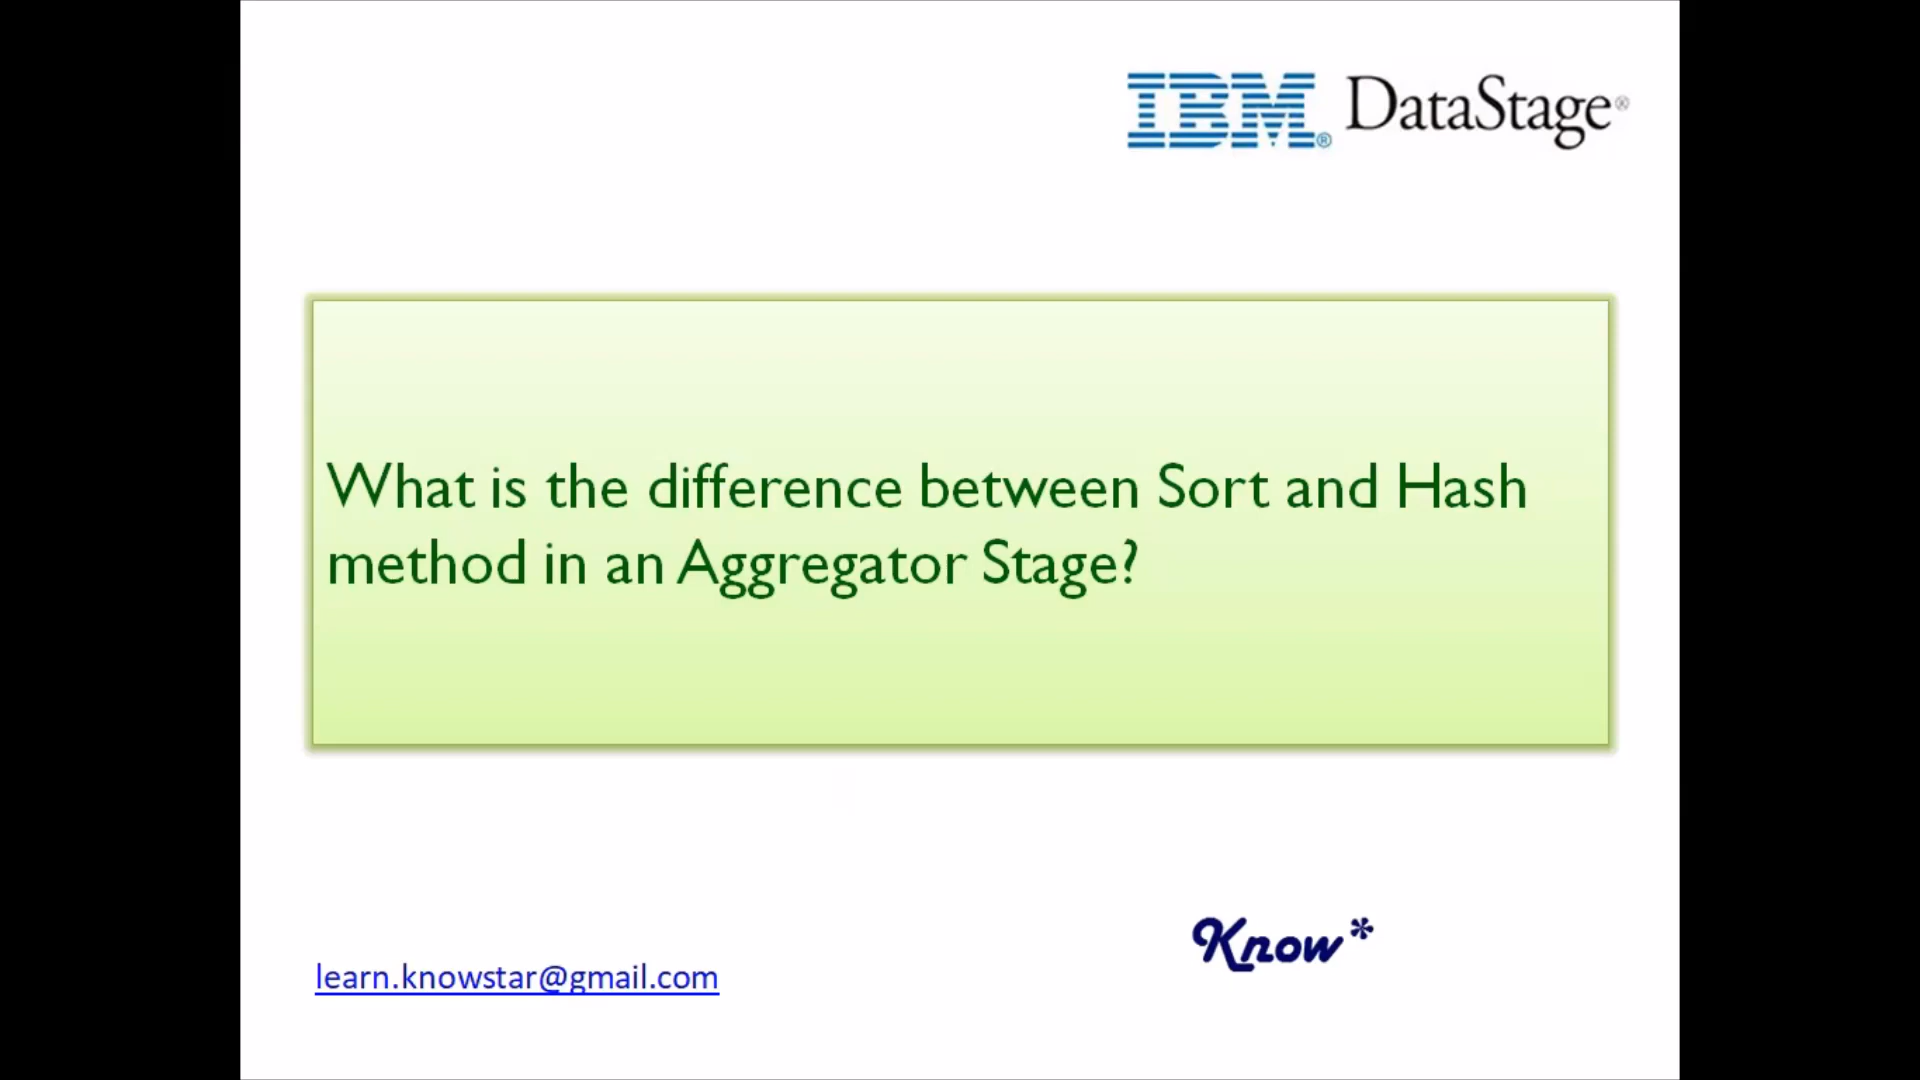 IBM® DataStage®
What is the difference between Sort and Hash
method in an Aggregator Stage?
Know*
learn.knowstar@gmail.com